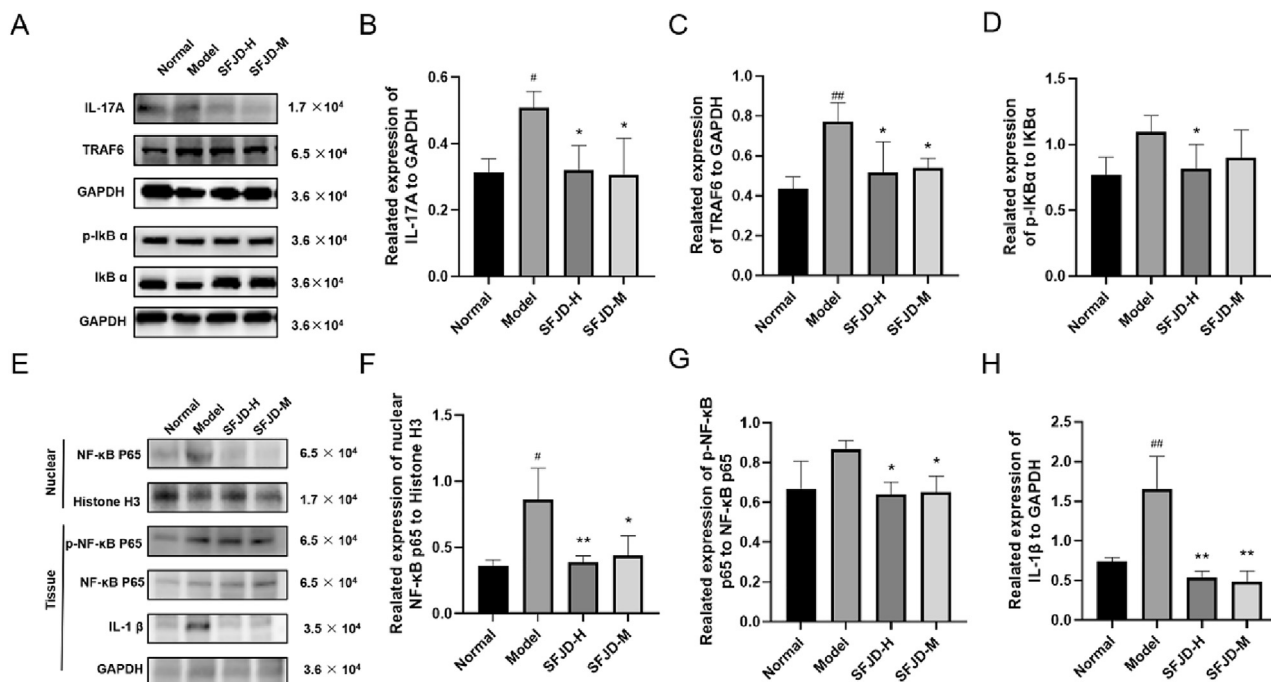 A
Normal
Model
SFJD-H
SFJD-M
IL-17A
1.7 ×10⁴
TRAF6
6.5 ×10⁴
GAPDH
3.6 ×10⁴
p-IkB α
3.6 ×10⁴
IkB α
3.6×10⁴
GAPDH
3.6×10⁴
B
Realated expression of
IL-17A to GAPDH
0.6
0.4
0.2
0.0
#
*
*
Normal
Model
SFJD-H
SFJD-M
C
Realated expression
of TRAF6 to GAPDH
1.0
0.8
0.6
0.4
0.2
0.0
##
*
*
Normal
Model
SFJD-H
SFJD-M
D
Realated expression
of p-IKBα to IKBα
1.5
1.0
0.5
0.0
*
Normal
Model
SFJD-H
SFJD-M
E
Normal
Model
SFJD-H
SFJD-M
Nuclear
NF-κB P65
6.5 × 10⁴
Histone H3
1.7 × 10⁴
Tissue
p-NF-κB P65
6.5 × 10⁴
NF-κB P65
6.5 × 10⁴
IL-1 β
3.5 × 10⁴
GAPDH
3.6 × 10⁴
F
Realated expression of nuclear
NF-κB p65 to Histone H3
1.5
1.0
0.5
0.0
#
**
*
Normal
Model
SFJD-H
SFJD-M
G
Realated expression of p-NF-κB
p65 to NF-κB p65
1.0
0.8
0.6
0.4
0.2
0.0
*
*
Normal
Model
SFJD-H
SFJD-M
H
Realated expression of
IL-1β to GAPDH
2.5
2.0
1.5
1.0
0.5
0.0
##
**
**
Normal
Model
SFJD-H
SFJD-M